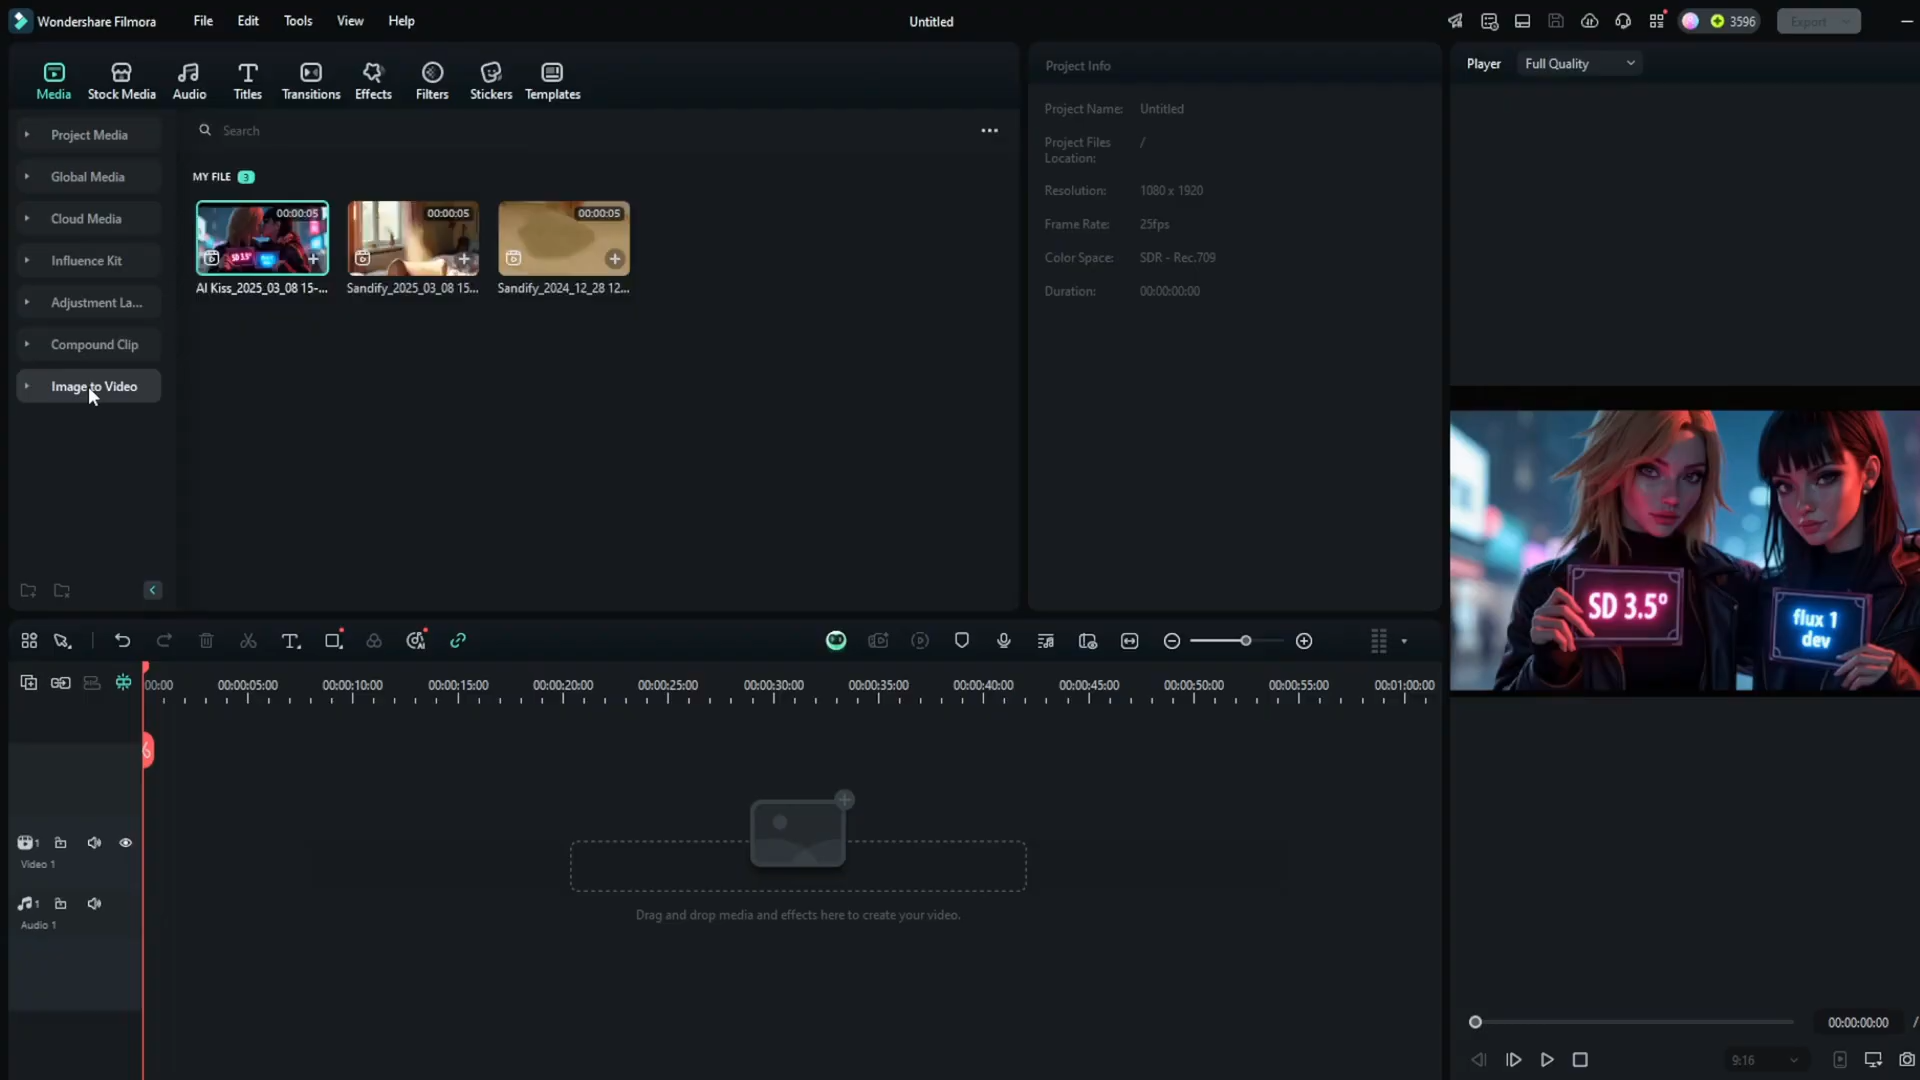 Wondershare Filmora
File
Edit
Tools
View
Help
Untitled
3596
Export
Media
Stock Media
Audio
Titles
Transitions
Effects
Filters
Stickers
Templates
Project Info
Player
Full Quality
Project Media
Global Media
Cloud Media
Influence Kit
Adjustment La...
Compound Clip
Image to Video
Search
MY FILE 3
00:00:05
00:00:05
00:00:05
SD 3.5°
AI Kiss_2025_03_08 15-...
Sandify_2025_03_08 15...
Sandify_2024_12_28 12...
Project Name: Untitled
Project Files
Location:
/
Resolution: 1080 x 1920
Frame Rate: 25fps
Color Space: SDR - Rec.709
Duration: 00:00:00:00
SD 3.5°
flux 1
dev
00:00
00:00:05:00
00:00:10:00
00:00:15:00
00:00:20:00
00:00:25:00
00:00:30:00
00:00:35:00
00:00:40:00
00:00:45:00
00:00:50:00
00:00:55:00
00:01:00:00
1
Video 1
1
Audio 1
Drag and drop media and effects here to create your video.
00:00:00:00 /
9:16